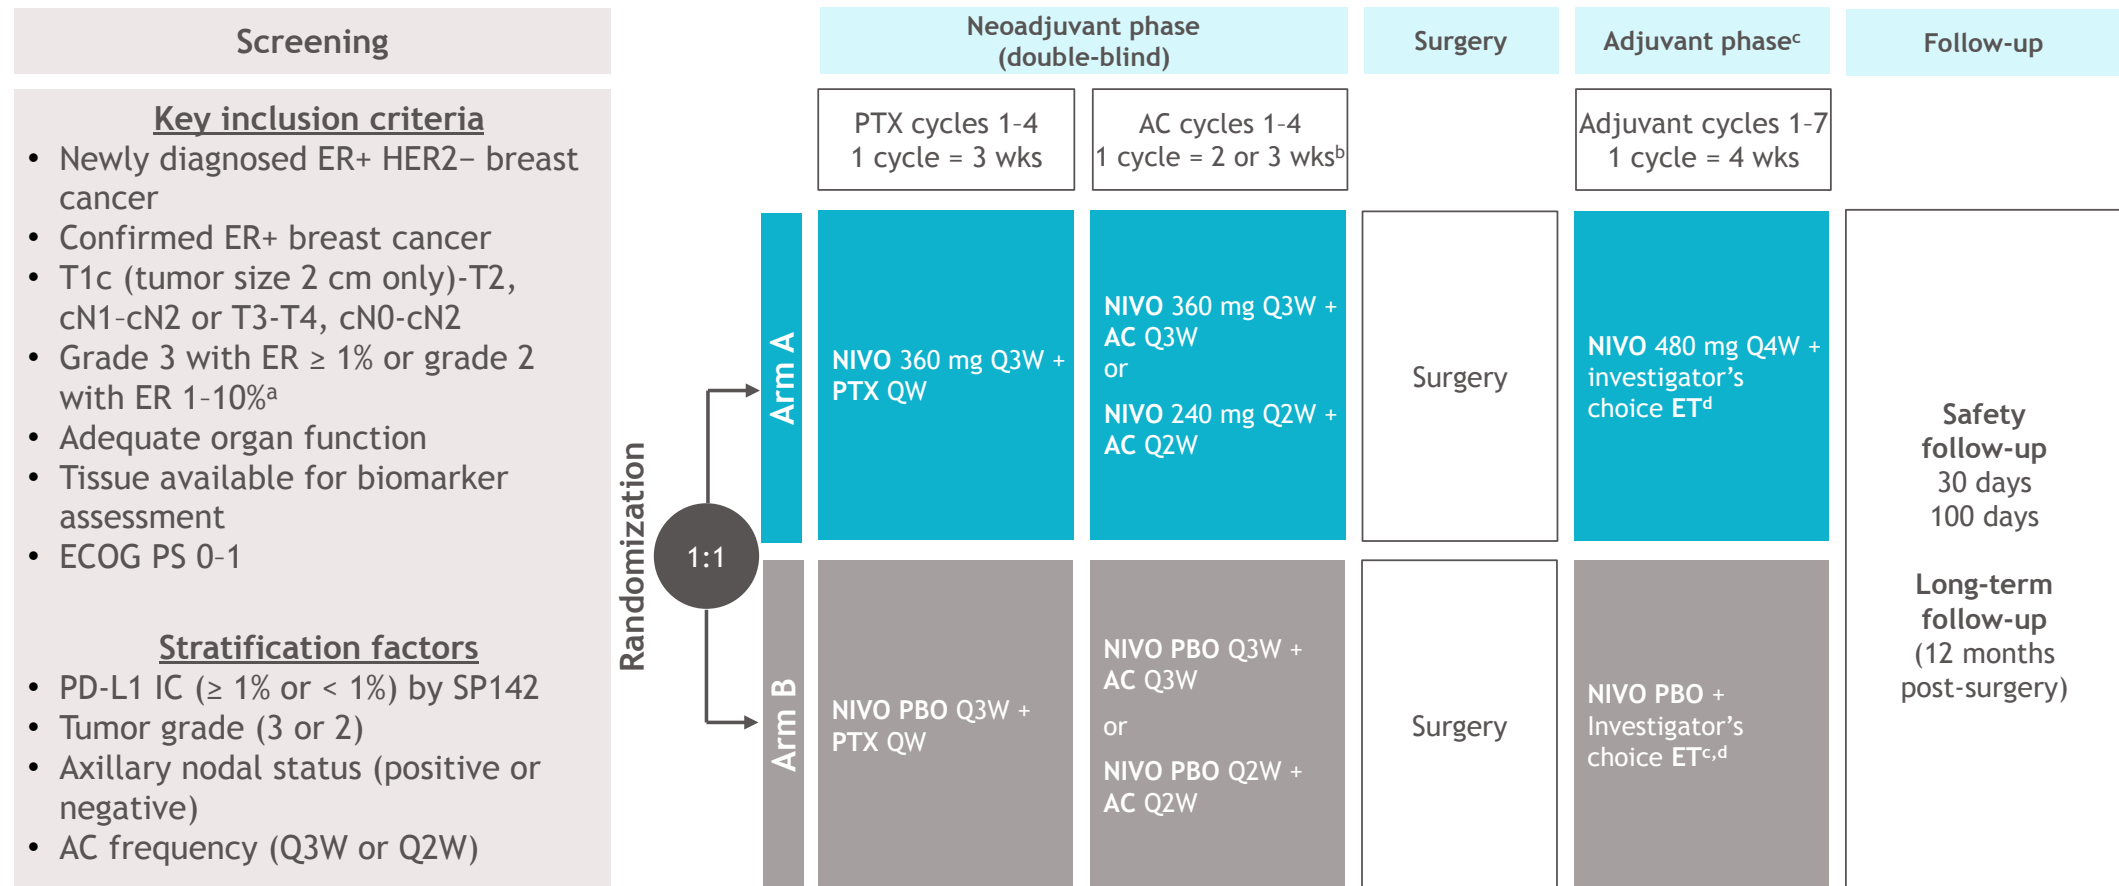 Screening
Key inclusion criteria
• Newly diagnosed ER+ HER2− breast
cancer
• Confirmed ER+ breast cancer
• T1c (tumor size 2 cm only)-T2,
cN1–cN2 or T3-T4, cN0-cN2
• Grade 3 with ER ≥ 1% or grade 2
with ER 1–10%ᵃ
• Adequate organ function
• Tissue available for biomarker
assessment
• ECOG PS 0–1
Stratification factors
• PD-L1 IC (≥ 1% or < 1%) by SP142
• Tumor grade (3 or 2)
• Axillary nodal status (positive or
negative)
• AC frequency (Q3W or Q2W)
Randomization
1:1
Neoadjuvant phase
(double-blind)
Surgery
Adjuvant phaseᶜ
Follow-up
PTX cycles 1–4
1 cycle = 3 wks
AC cycles 1–4
1 cycle = 2 or 3 wksᵇ
Adjuvant cycles 1–7
1 cycle = 4 wks
Arm A
NIVO 360 mg Q3W +
PTX QW
NIVO 360 mg Q3W +
AC Q3W
or
NIVO 240 mg Q2W +
AC Q2W
Surgery
NIVO 480 mg Q4W +
investigator's
choice ETᵈ
Arm B
NIVO PBO Q3W +
PTX QW
NIVO PBO Q3W +
AC Q3W
or
NIVO PBO Q2W +
AC Q2W
Surgery
NIVO PBO +
Investigator's
choice ETᶜ,ᵈ
Safety
follow-up
30 days
100 days
Long-term
follow-up
(12 months
post-surgery)